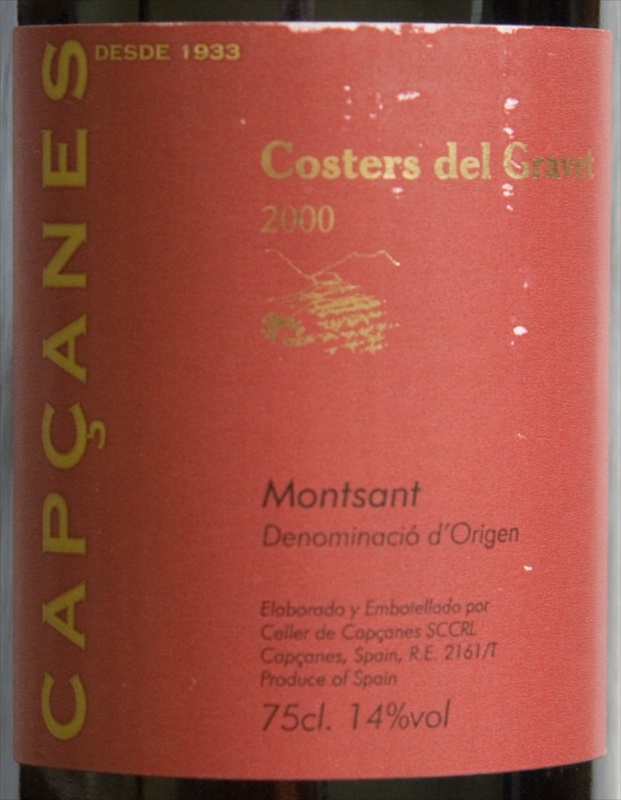 CAPÇANES
DESDE 1933
Costers del Gravet
2000
Montsant
Denominació d'Origen
Elaborado y Embotellado por
Celler de Capçanes SCCRL
Capçanes, Spain, R.E. 2161/T
Produce of Spain
75cl. 14%vol